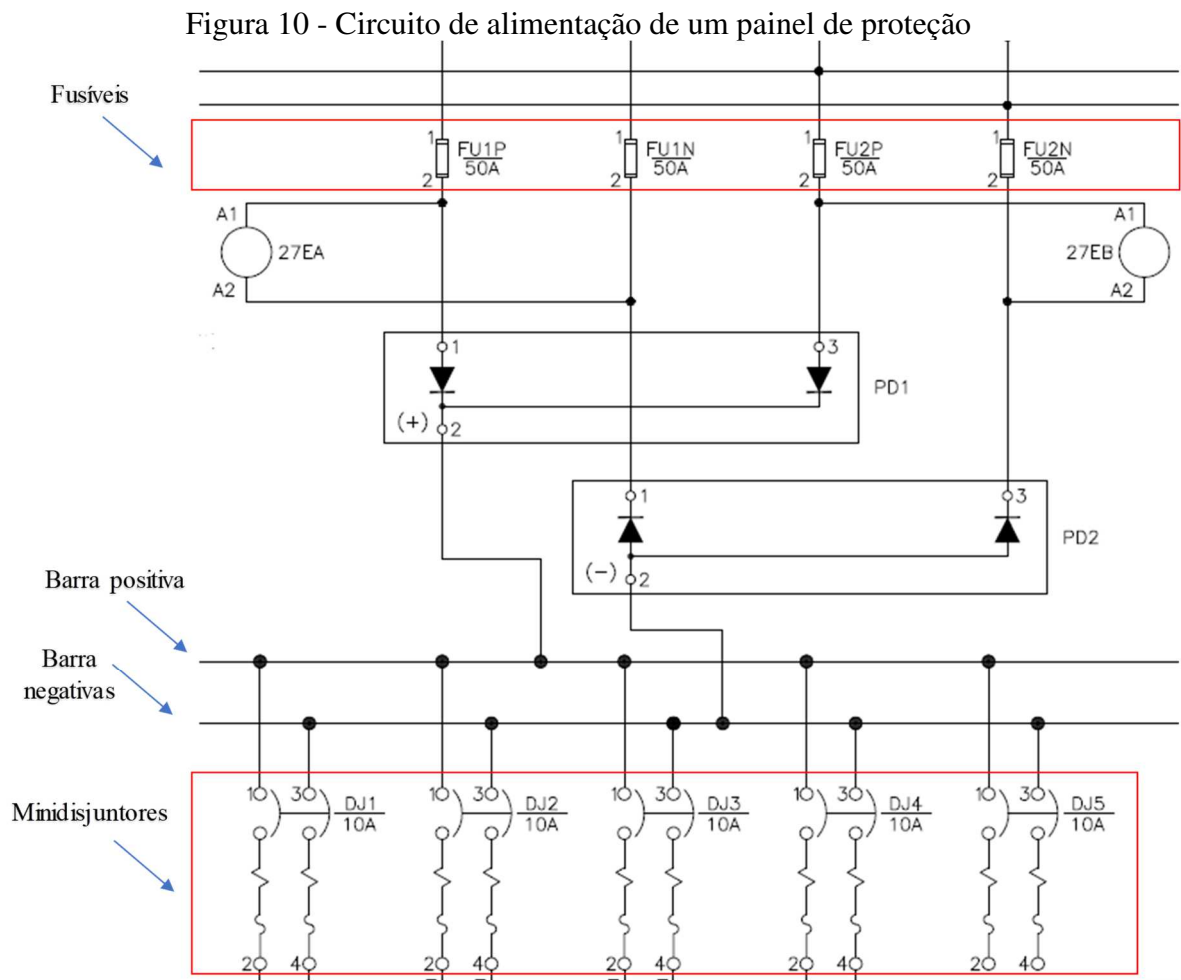 Figura 10 - Circuito de alimentação de um painel de proteção
Fusíveis
1 FU1P 1 FU1N 1 FU2P 1 FU2N
50A 50A 50A 50A
2 2 2 2
A1 A1
27EA 27EB
A2 A2
1 3
PD1
(+) 2
1 3
PD2
(-) 2
Barra positiva
Barra
negativas
Minidisjuntores
1 3 DJ1 1 3 DJ2 1 3 DJ3 1 3 DJ4 1 3 DJ5
10A 10A 10A 10A 10A
2 4 2 4 2 4 2 4 2 4